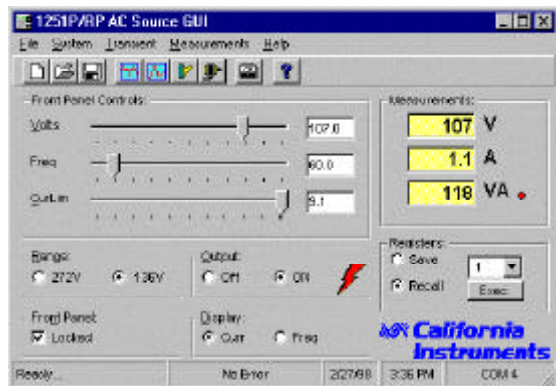 1251P/RP AC Source GUI
File System Transient Measurements Help
Front Panel Controls:
Volts 107.0
Freq 60.0
CurLim 9.1
Measurements:
107 V
1.1 A
118 VA
Range:
272V 136V
Output:
Off ON
Registers:
Save
Recall
1
Exec
Front Panel:
Locked
Display:
Curr Freq
California
Instruments
Ready... No Error 2/27/98 3:36 PM COM 4